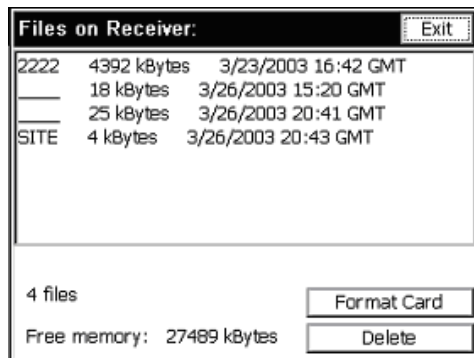 Files on Receiver: Exit
2222 4392 kBytes 3/23/2003 16:42 GMT
____ 18 kBytes 3/26/2003 15:20 GMT
____ 25 kBytes 3/26/2003 20:41 GMT
SITE 4 kBytes 3/26/2003 20:43 GMT
4 files Format Card
Free memory: 27489 kBytes Delete